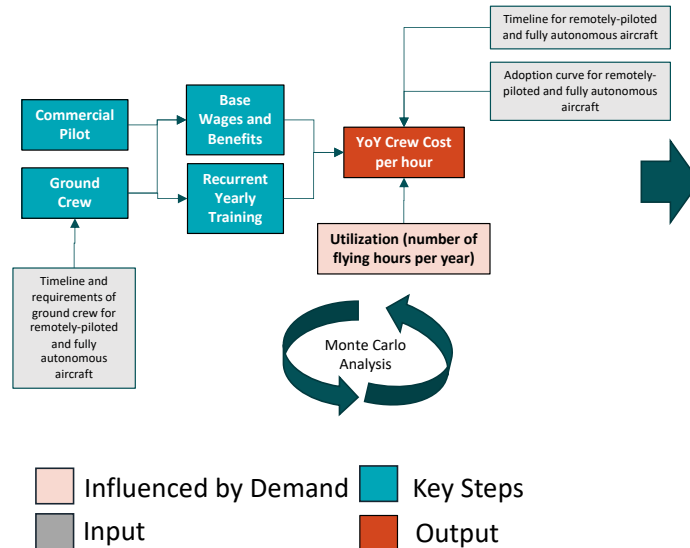 Timeline for remotely-piloted
and fully autonomous aircraft
Adoption curve for remotely-
piloted and fully autonomous
aircraft
Commercial
Pilot
Base
Wages and
Benefits
YoY Crew Cost
per hour
Ground
Crew
Recurrent
Yearly
Training
Utilization (number of
flying hours per year)
Timeline and
requirements of
ground crew for
remotely-piloted
and fully
autonomous
aircraft
Monte Carlo
Analysis
Influenced by Demand
Key Steps
Input
Output